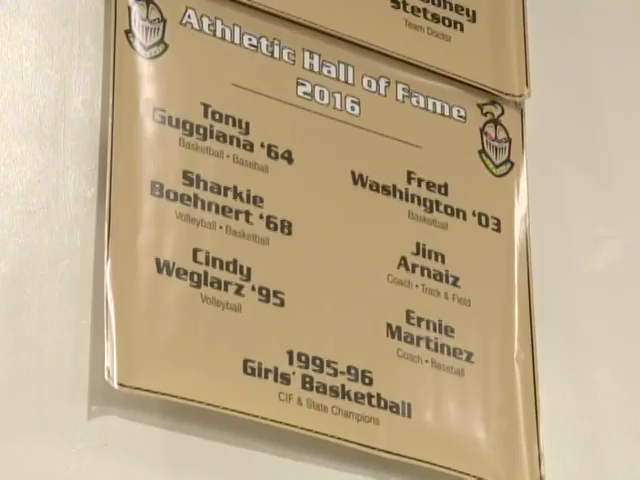 Stetson
Team Doctor
Athletic Hall of Fame
2016
Tony
Guggiana '64
Basketball • Baseball
Sharkie
Boehnert '68
Volleyball • Basketball
Cindy
Weglarz '95
Volleyball
Fred
Washington '03
Basketball
Jim
Arnaiz
Coach • Track & Field
Ernie
Martinez
Coach • Baseball
1995-96
Girls' Basketball
CIF & State Champions